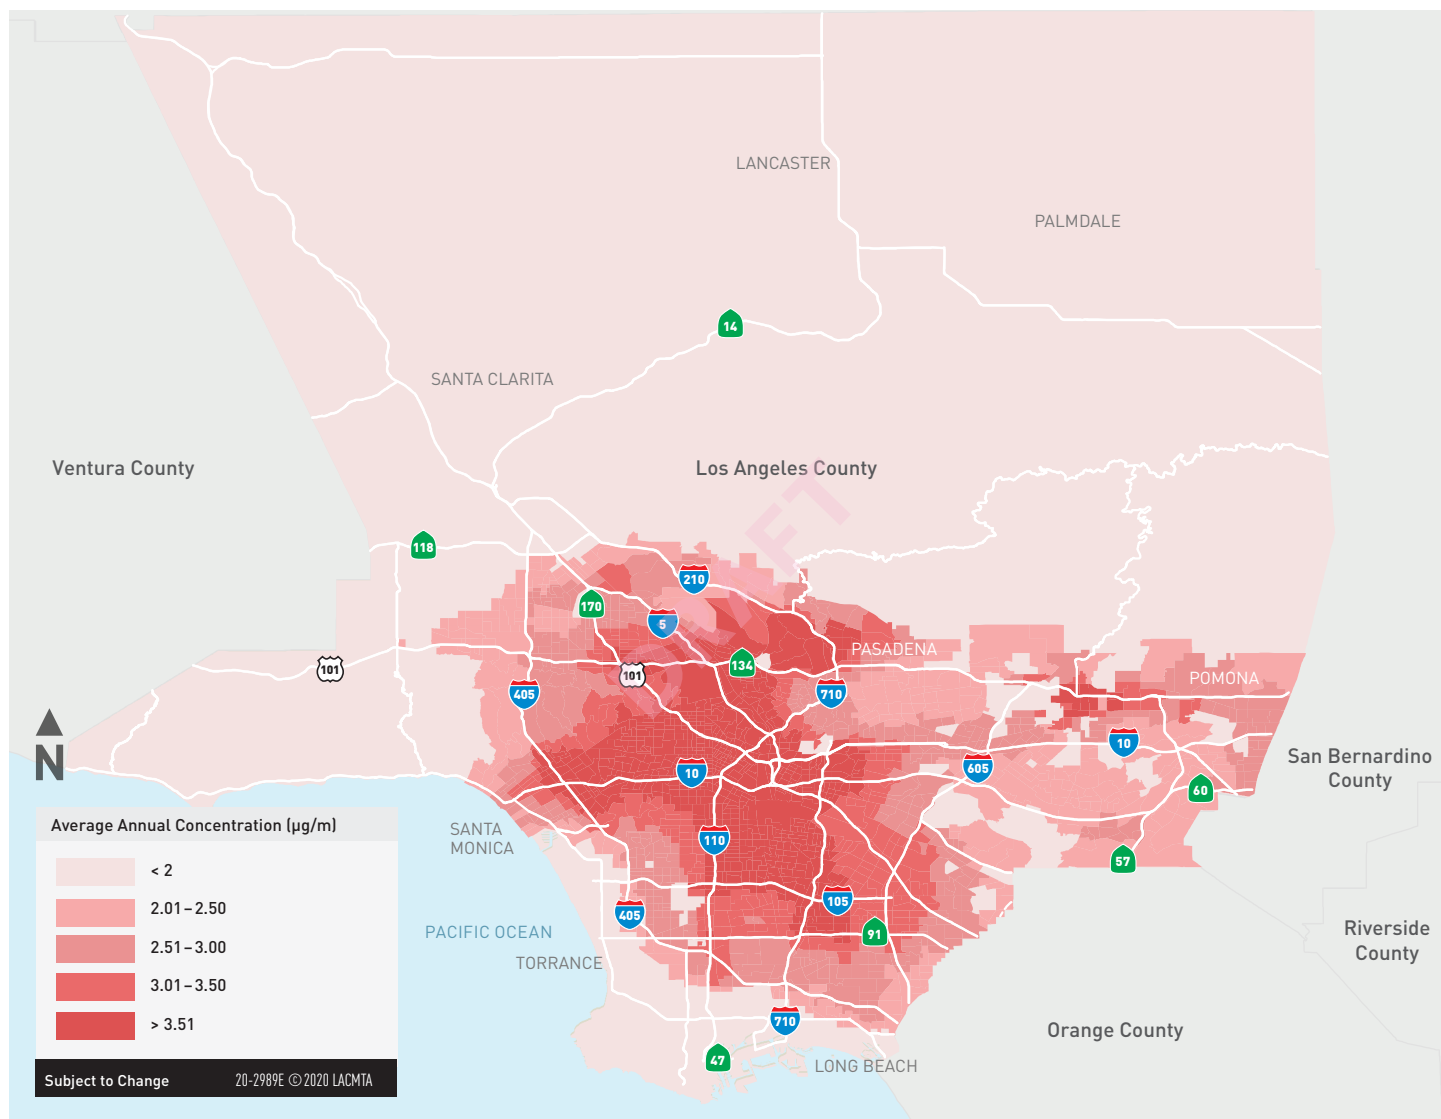 LANCASTER
PALMDALE
14
SANTA CLARITA
Ventura County
Los Angeles County
118
210
170
5
101
134
PASADENA
101
405
710
POMONA
10
San Bernardino
County
10
605
60
Average Annual Concentration (µg/m)
< 2
2.01 – 2.50
2.51 – 3.00
3.01 – 3.50
> 3.51
Subject to Change
20-2989E © 2020 LACMTA
N
SANTA
MONICA
110
57
105
405
91
PACIFIC OCEAN
TORRANCE
Riverside
County
710
Orange County
47
LONG BEACH